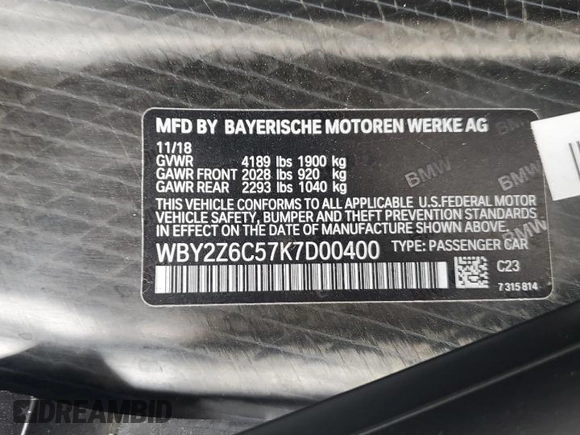 MFD BY BAYERISCHE MOTOREN WERKE AG
11/18
GVWR 4189 lbs 1900 kg
GAWR FRONT 2028 lbs 920 kg
GAWR REAR 2293 lbs 1040 kg
THIS VEHICLE CONFORMS TO ALL APPLICABLE U.S.FEDERAL MOTOR
VEHICLE SAFETY, BUMPER AND THEFT PREVENTION STANDARDS
IN EFFECT ON THE DATE OF MANUFACTURE SHOWN ABOVE.
WBY2Z6C57K7D00400 TYPE: PASSENGER CAR
C23
7 315 814
BMW
BMW
BMW
BMW
DREAMBID